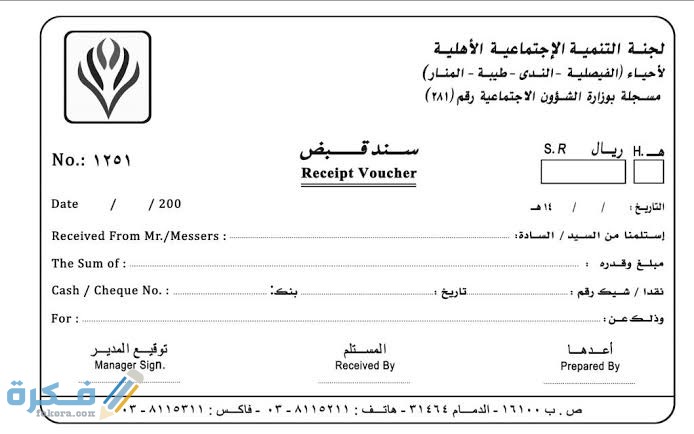 لجنة التنمية الإجتماعية الأهلية
لأحياء (الفيصلية - الندى - طيبة - المنار)
مسجلة بوزارة الشؤون الاجتماعية رقم (٢٨١)
No.: ١٢٥١
سند قبض
Receipt Voucher
S.R ريال H. هـ
Date / / 200
التاريخ : / / ١٤هـ
Received From Mr./Messers : إستلمنا من السيد / السادة:
The Sum of : مبلغ وقدره :
Cash / Cheque No. : بنك: تاريخ : نقدا / شيك رقم :
For : وذلك عن:
توقيع المدير المستلم أعدها
Manager Sign. Received By Prepared By
ص . ب ١٦١٠٠ - الدمام ٣١٤٦٤ - هاتف : ٨١١٥٢١١ - ٠٣ - فاكس : ٨١١٥٣١١ - ٠٣
فكرة
fekora.com